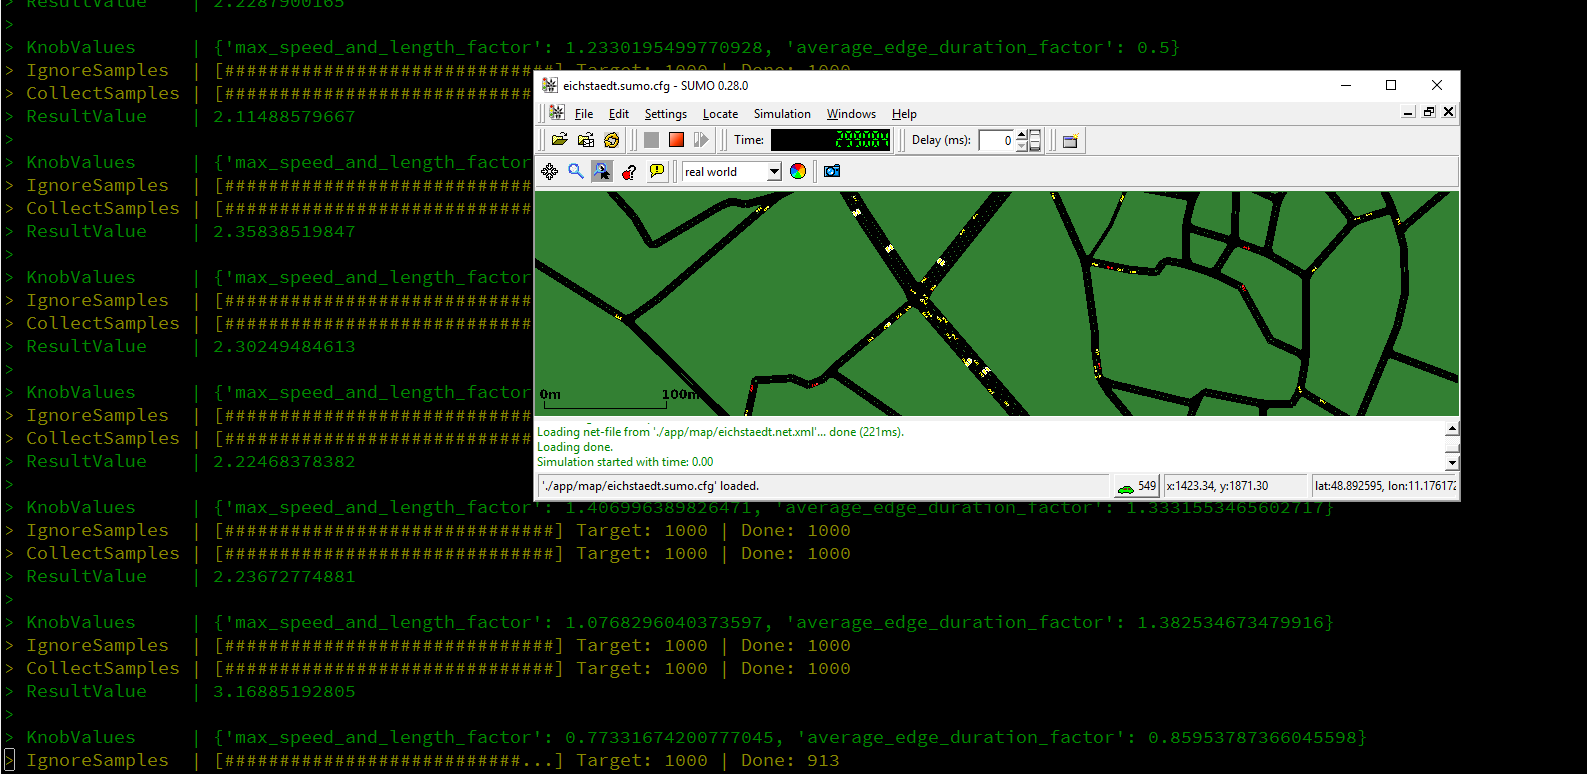 > ResultValue | 2.2287900165
>
> KnobValues | {'max_speed_and_length_factor': 1.2330195499770928, 'average_edge_duration_factor': 0.5}
> IgnoreSamples | [##############################] Target: 1000 | Done: 1000
> CollectSamples | [############################
> ResultValue | 2.11488579667
>
> KnobValues | {'max_speed_and_length_factor
> IgnoreSamples | [############################
> CollectSamples | [############################
> ResultValue | 2.35838519847
>
> KnobValues | {'max_speed_and_length_factor
> IgnoreSamples | [############################
> CollectSamples | [############################
> ResultValue | 2.30249484613
>
> KnobValues | {'max_speed_and_length_factor
> IgnoreSamples | [############################
> CollectSamples | [############################
> ResultValue | 2.22468378382
>
> KnobValues | {'max_speed_and_length_factor': 1.406996389826471, 'average_edge_duration_factor': 1.3331553465602717}
> IgnoreSamples | [##############################] Target: 1000 | Done: 1000
> CollectSamples | [##############################] Target: 1000 | Done: 1000
> ResultValue | 2.23672774881
>
> KnobValues | {'max_speed_and_length_factor': 1.0768296040373597, 'average_edge_duration_factor': 1.382534673479916}
> IgnoreSamples | [##############################] Target: 1000 | Done: 1000
> CollectSamples | [##############################] Target: 1000 | Done: 1000
> ResultValue | 3.16885192805
>
> KnobValues | {'max_speed_and_length_factor': 0.77331674200777045, 'average_edge_duration_factor': 0.85953787366045598}
> IgnoreSamples | [###########################...] Target: 1000 | Done: 913
eichstaedt.sumo.cfg - SUMO 0.28.0
File Edit Settings Locate Simulation Windows Help
Time: Delay (ms): 0
real world
0m 100m
Loading net-file from './app/map/eichstaedt.net.xml'... done (221ms).
Loading done.
Simulation started with time: 0.00
'./app/map/eichstaedt.sumo.cfg' loaded. 549 x:1423.34, y:1871.30 lat:48.892595, lon:11.176172